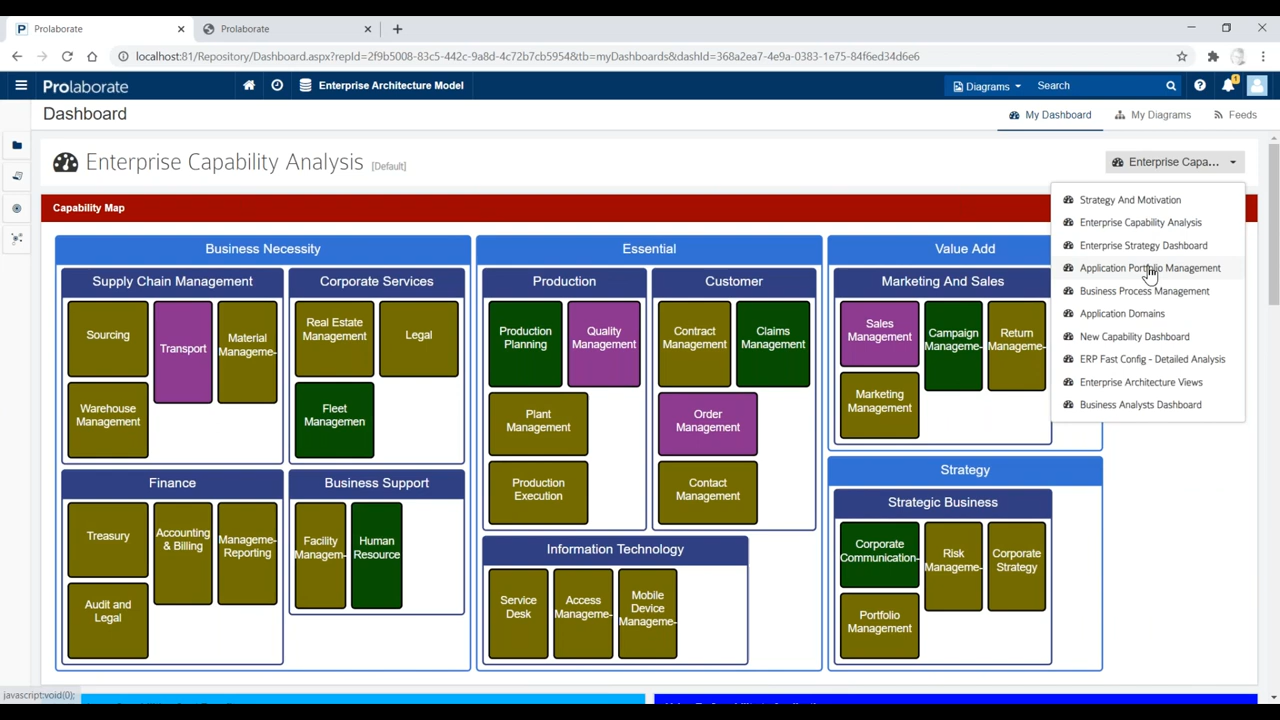 Prolaborate
Prolaborate
localhost:81/Repository/Dashboard.aspx?repId=2f9b5008-83c5-442c-9a8d-4c72b7cb5954&tb=myDashboards&dashId=368a2ea7-4e9a-0383-1e75-84f6ed34d6e6
Prolaborate
Enterprise Architecture Model
Diagrams
Search
1
Dashboard
My Dashboard
My Diagrams
Feeds
Enterprise Capability Analysis [Default]
Enterprise Capa...
Strategy And Motivation
Enterprise Capability Analysis
Enterprise Strategy Dashboard
Application Portfolio Management
Business Process Management
Application Domains
New Capability Dashboard
ERP Fast Config - Detailed Analysis
Enterprise Architecture Views
Business Analysts Dashboard
Capability Map
Business Necessity
Supply Chain Management
Sourcing
Transport
Material
Manageme-
Warehouse
Management
Corporate Services
Real Estate
Management
Legal
Fleet
Managemen
Finance
Treasury
Accounting
& Billing
Manageme-
Reporting
Audit and
Legal
Business Support
Facility
Managem-
Human
Resource
Essential
Production
Production
Planning
Quality
Management
Plant
Management
Production
Execution
Customer
Contract
Management
Claims
Management
Order
Management
Contact
Management
Information Technology
Service
Desk
Access
Manageme-
Mobile
Device
Manageme-
Value Add
Marketing And Sales
Sales
Management
Campaign
Manageme-
Return
Manageme-
Marketing
Management
Strategy
Strategic Business
Corporate
Communication-
Risk
Manageme-
Corporate
Strategy
Portfolio
Management
javascript:void(0);